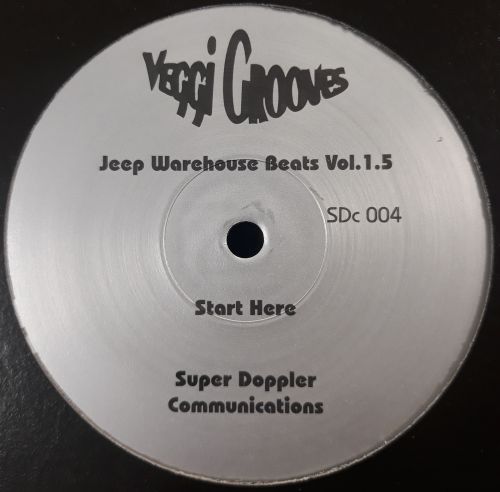 VEGGI GROOVES
Jeep Warehouse Beats Vol.1.5
SDc 004
Start Here
Super Doppler
Communications